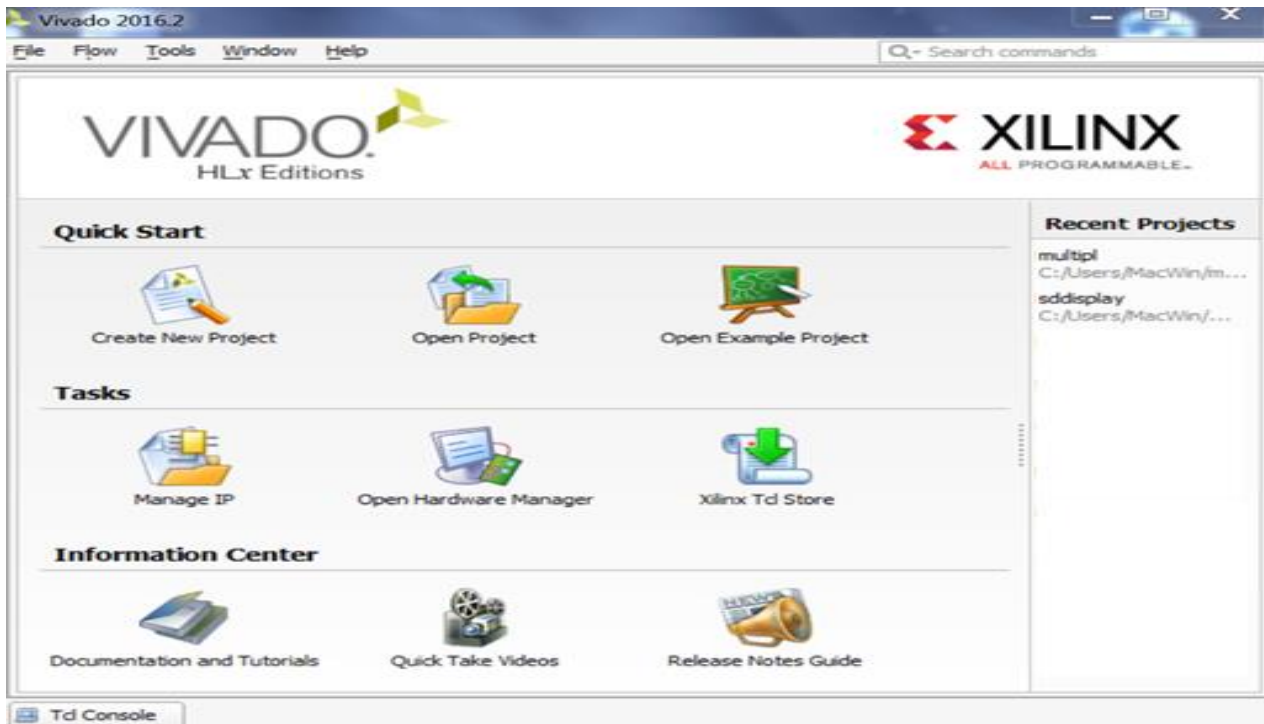 Vivado 2016.2
File Flow Tools Window Help
Search commands
VIVADO.
HLx Editions
XILINX
ALL PROGRAMMABLE™
Quick Start
Create New Project
Open Project
Open Example Project
Tasks
Manage IP
Open Hardware Manager
Xilinx Tcl Store
Information Center
NEWS
Documentation and Tutorials
Quick Take Videos
Release Notes Guide
Recent Projects
multipl
C:/Users/MacWin/m...
sddisplay
C:/Users/MacWin/...
Tcl Console